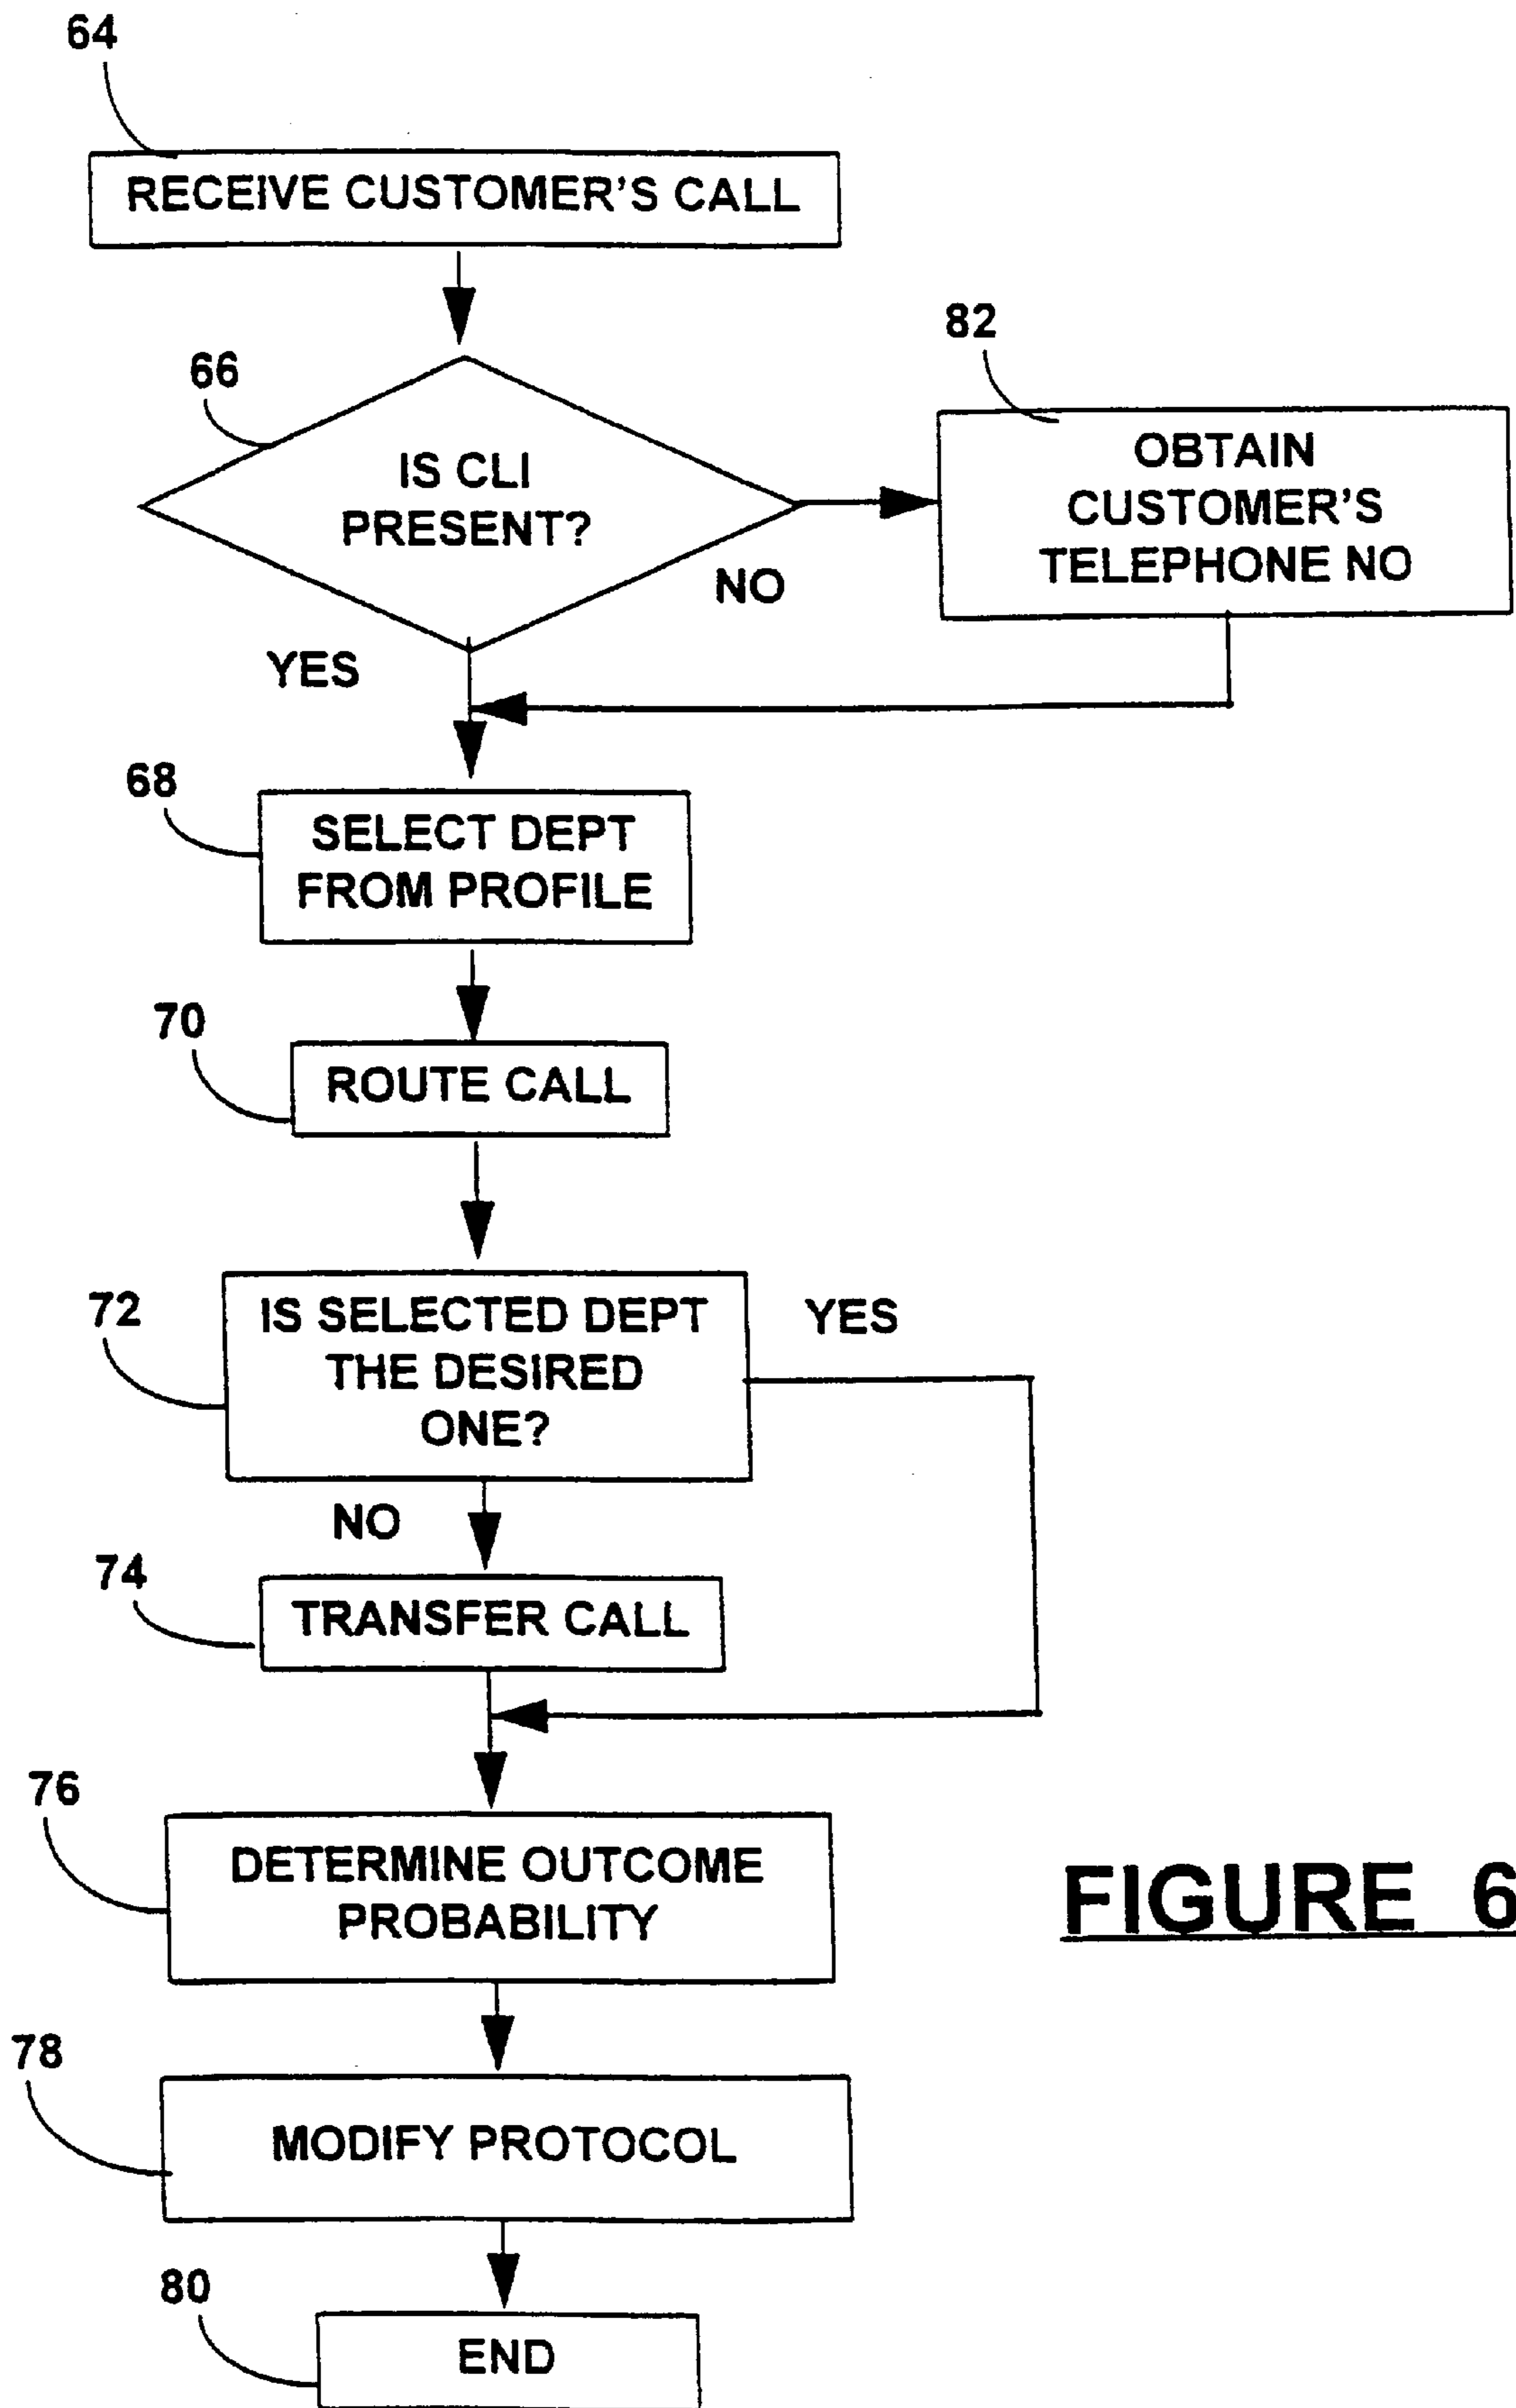 64
RECEIVE CUSTOMER'S CALL
66
IS CLI
PRESENT?
NO
YES
82
OBTAIN
CUSTOMER'S
TELEPHONE NO
68
SELECT DEPT
FROM PROFILE
70
ROUTE CALL
72
IS SELECTED DEPT
THE DESIRED
ONE?
YES
NO
74
TRANSFER CALL
76
DETERMINE OUTCOME
PROBABILITY
FIGURE 6
78
MODIFY PROTOCOL
80
END